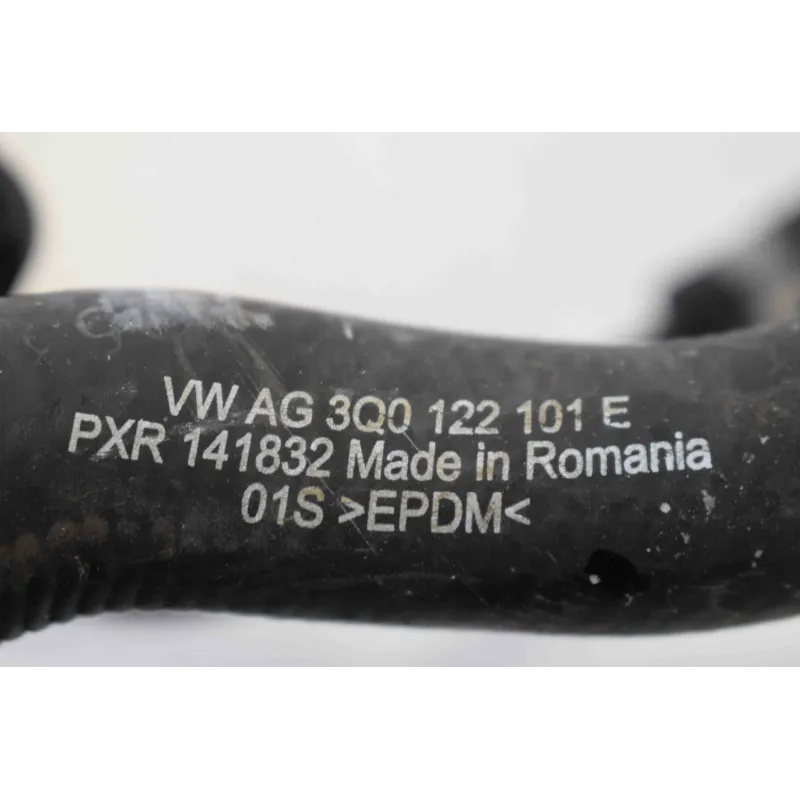 VW AG 3Q0 122 101 E
PXR 141832 Made in Romania
01S >EPDM<